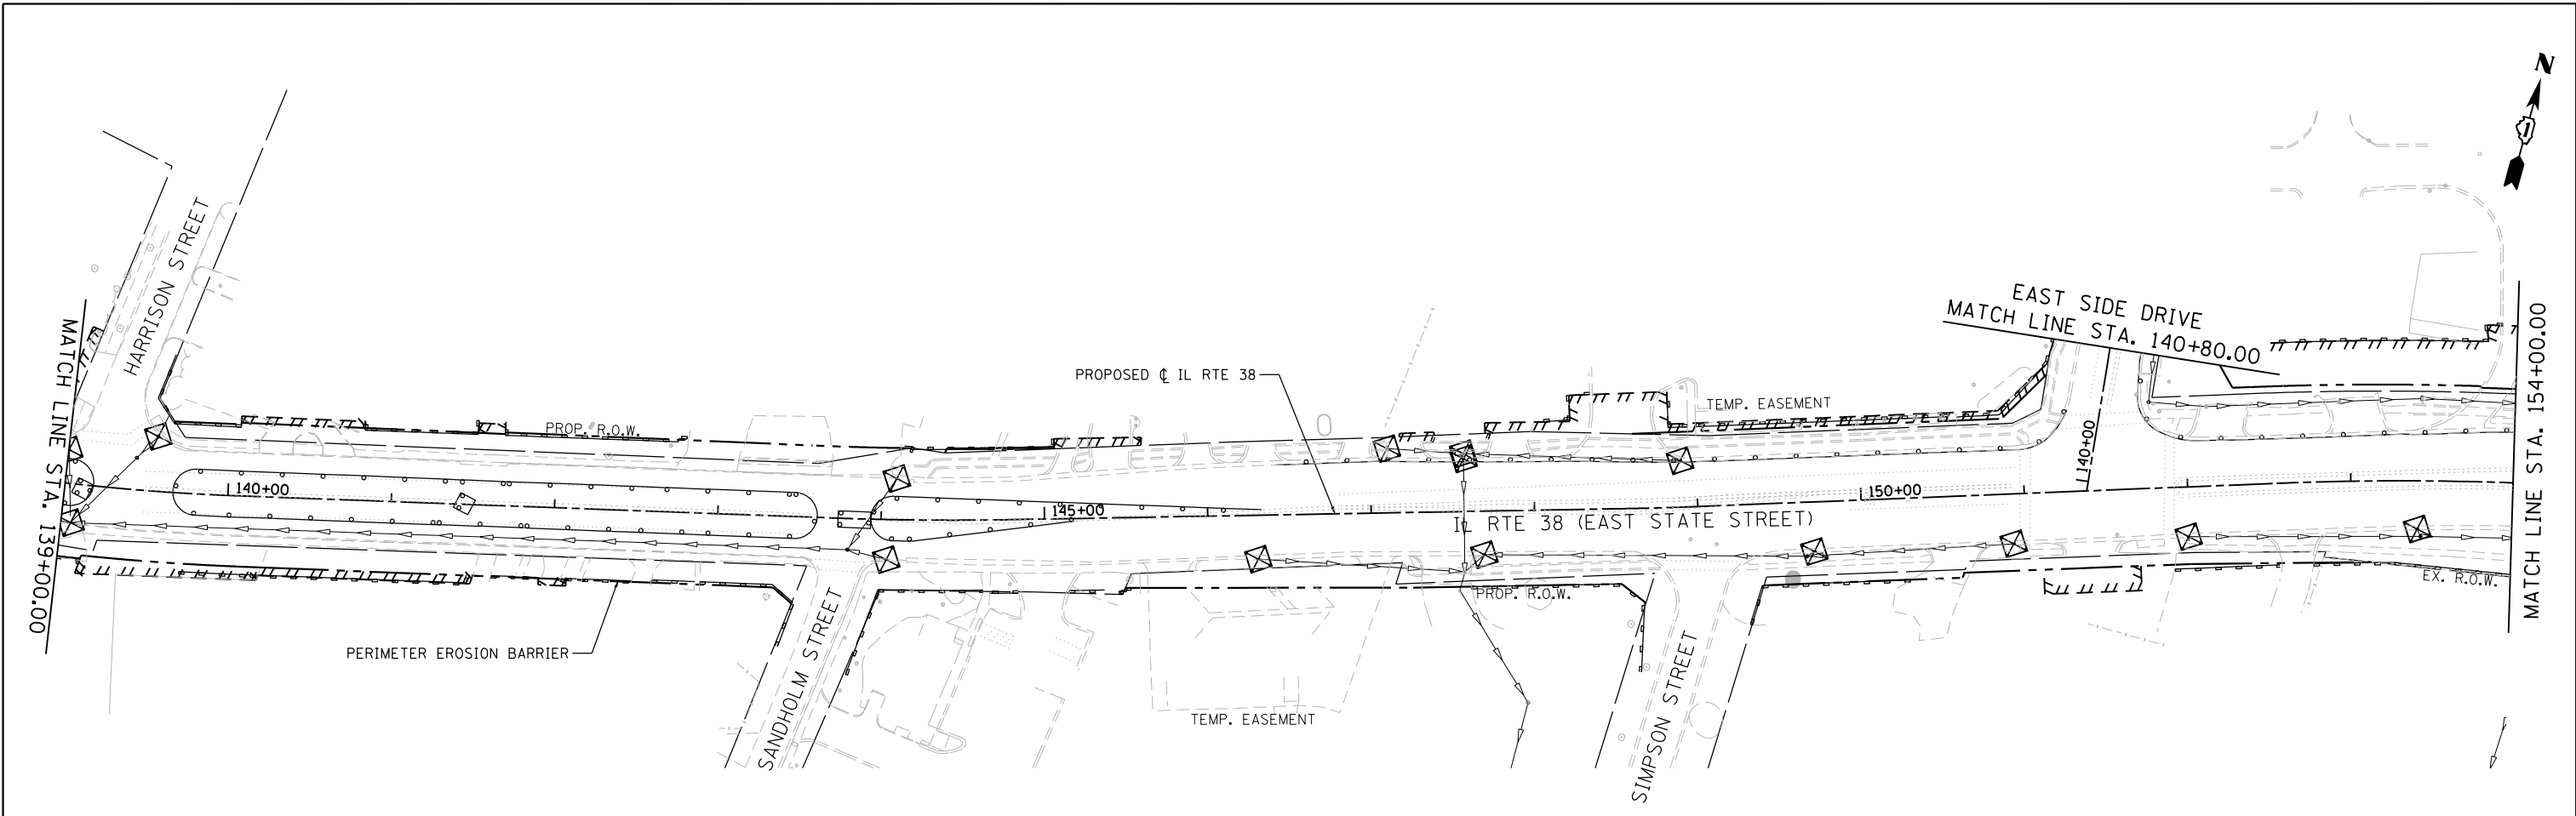 N
1
HARRISON STREET
MATCH LINE STA. 139+00.00
EAST SIDE DRIVE
MATCH LINE STA. 140+80.00
MATCH LINE STA. 154+00.00
PROPOSED ℄ IL RTE 38
TEMP. EASEMENT
PROP. R.O.W.
140+00
140+00
145+00
150+00
IL RTE 38 (EAST STATE STREET)
EX. R.O.W.
PROP. R.O.W.
PERIMETER EROSION BARRIER
SANDHOLM STREET
SIMPSON STREET
TEMP. EASEMENT